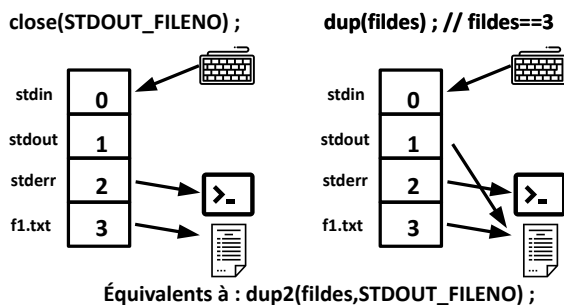 close(STDOUT_FILENO) ;
stdin 0
stdout 1
stderr 2
f1.txt 3
dup(fildes) ; // fildes==3
stdin 0
stdout 1
stderr 2
f1.txt 3
Équivalents à : dup2(fildes,STDOUT_FILENO) ;